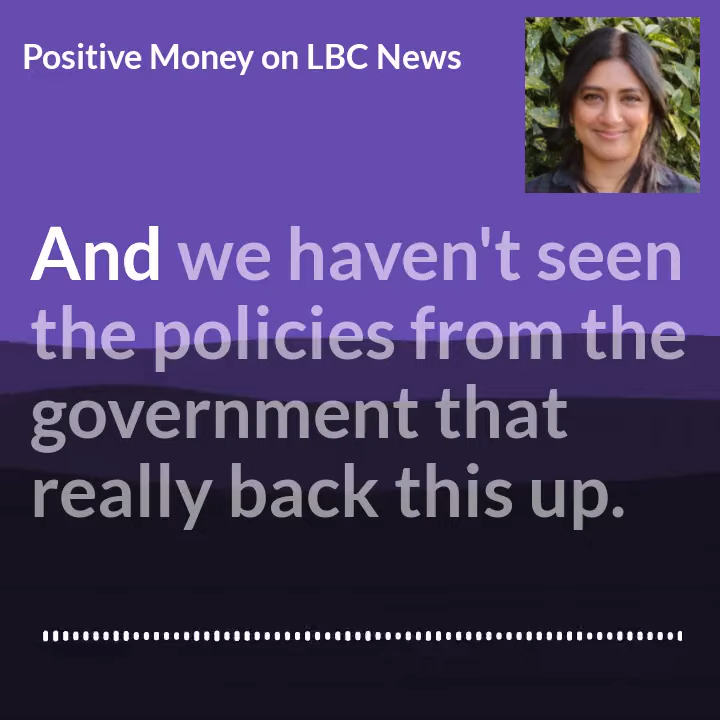 Positive Money on LBC News
And we haven't seen
the policies from the
government that
really back this up.